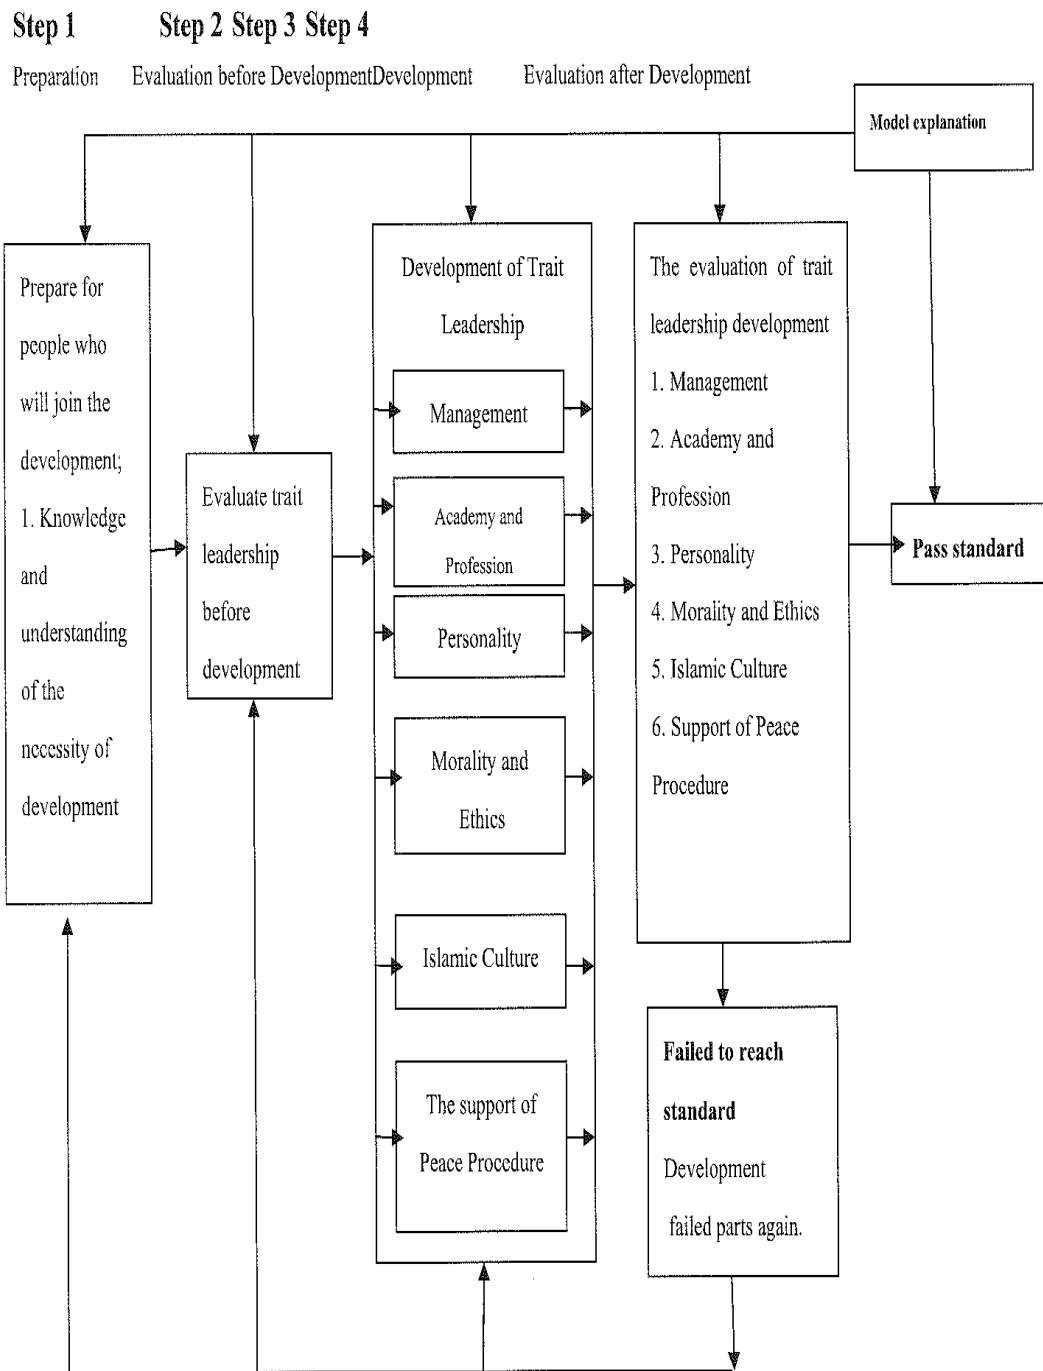 Step 1 Step 2 Step 3 Step 4
Preparation Evaluation before DevelopmentDevelopment Evaluation after Development
Model explanation
Prepare for
people who
will join the
development;
1. Knowledge
and
understanding
of the
necessity of
development
Evaluate trait
leadership
before
development
Development of Trait
Leadership
Management
Academy and
Profession
Personality
Morality and
Ethics
Islamic Culture
The support of
Peace Procedure
The evaluation of trait
leadership development
1. Management
2. Academy and
Profession
3. Personality
4. Morality and Ethics
5. Islamic Culture
6. Support of Peace
Procedure
Pass standard
Failed to reach
standard
Development
failed parts again.